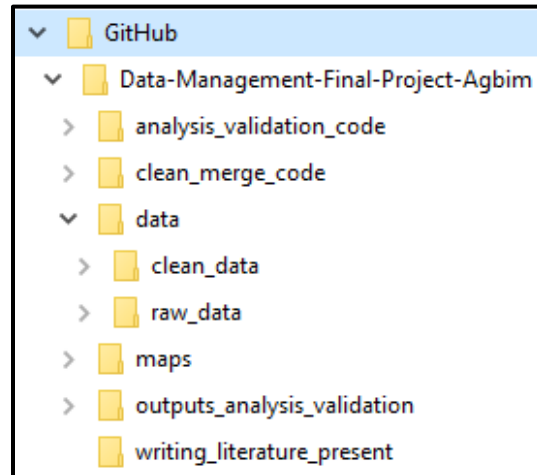 GitHub
Data-Management-Final-Project-Agbim
analysis_validation_code
clean_merge_code
data
clean_data
raw_data
maps
outputs_analysis_validation
writing_literature_present